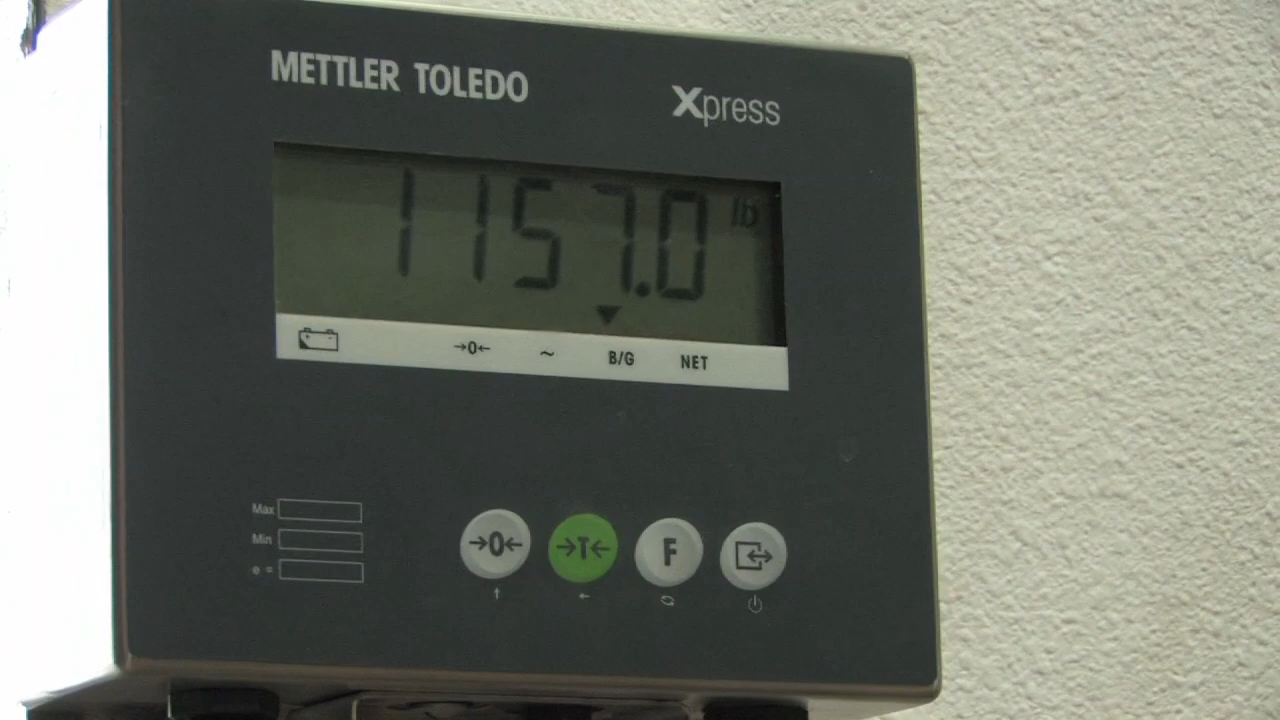 METTLER TOLEDO
Xpress
1157.0 lb
→0← ~ B/G NET
Max
Min
e =
→0← →T← F